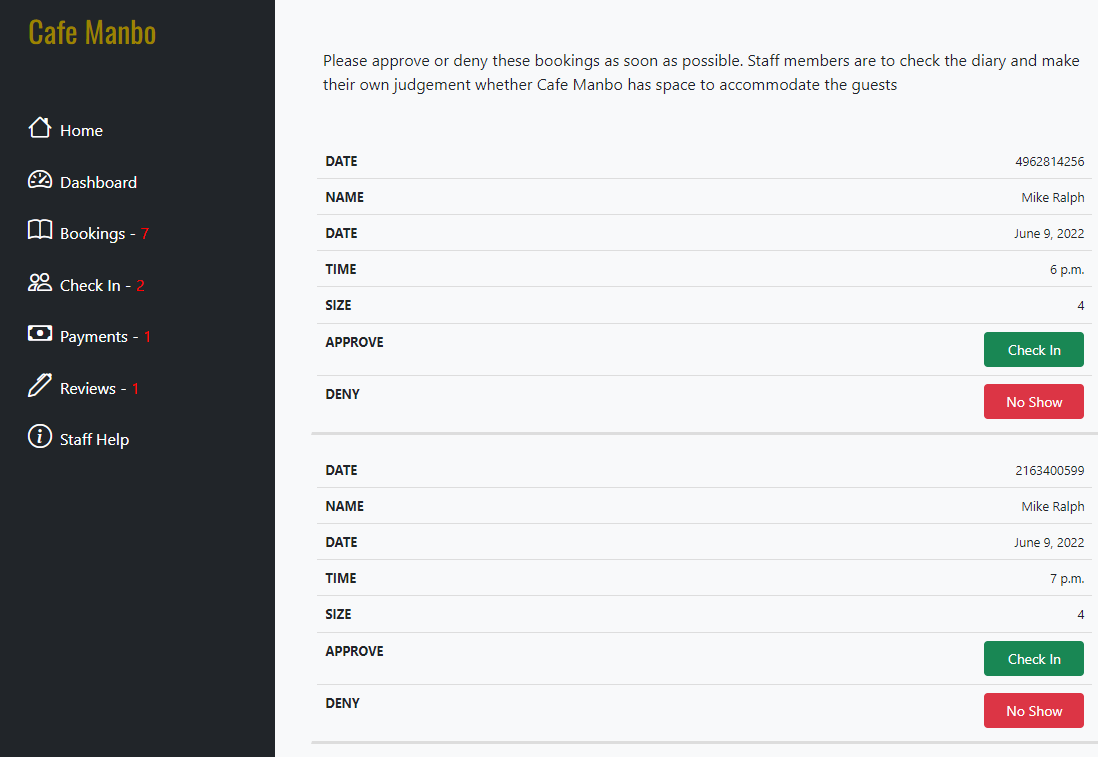 Cafe Manbo
Home
Dashboard
Bookings - 7
Check In - 2
Payments - 1
Reviews - 1
Staff Help
Please approve or deny these bookings as soon as possible. Staff members are to check the diary and make
their own judgement whether Cafe Manbo has space to accommodate the guests
DATE 4962814256
NAME Mike Ralph
DATE June 9, 2022
TIME 6 p.m.
SIZE 4
APPROVE Check In
DENY No Show
DATE 2163400599
NAME Mike Ralph
DATE June 9, 2022
TIME 7 p.m.
SIZE 4
APPROVE Check In
DENY No Show